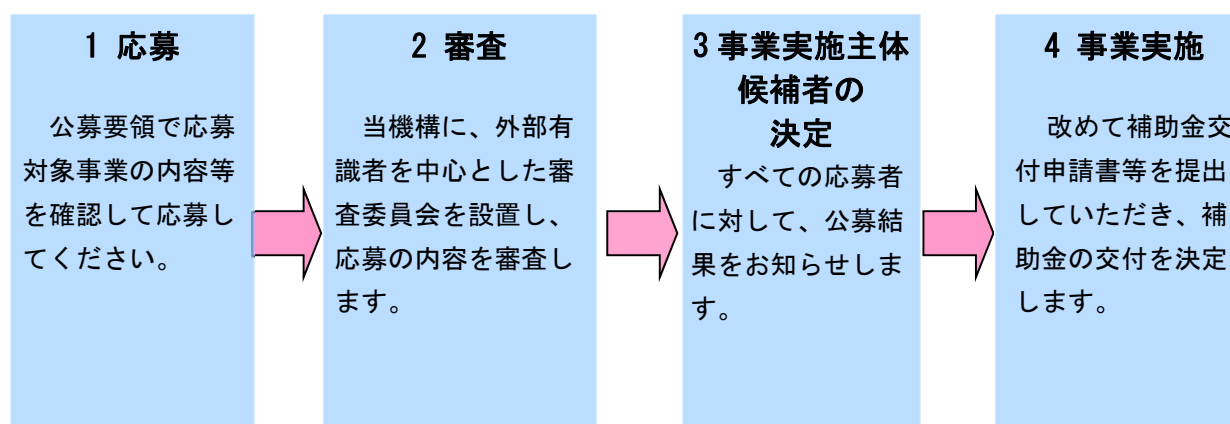 1 応募
公募要領で応募
対象事業の内容等
を確認して応募し
てください。
2 審査
当機構に、外部有
識者を中心とした審
査委員会を設置し、
応募の内容を審査し
ます。
3 事業実施主体
候補者の
決定
すべての応募者
に対して、公募結
果をお知らせしま
す。
4 事業実施
改めて補助金交
付申請書等を提出
していただき、補
助金の交付を決定
します。